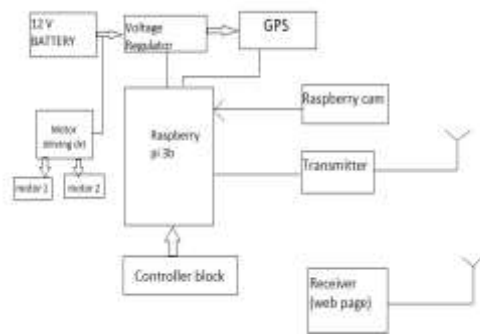 12 V
BATTERY
Voltage
Regulator
GPS
Raspberry
pi 3b
Raspberry cam
Motor
driving ckt
Transmitter
motor 1
motor 2
Controller block
Receiver
(web page)